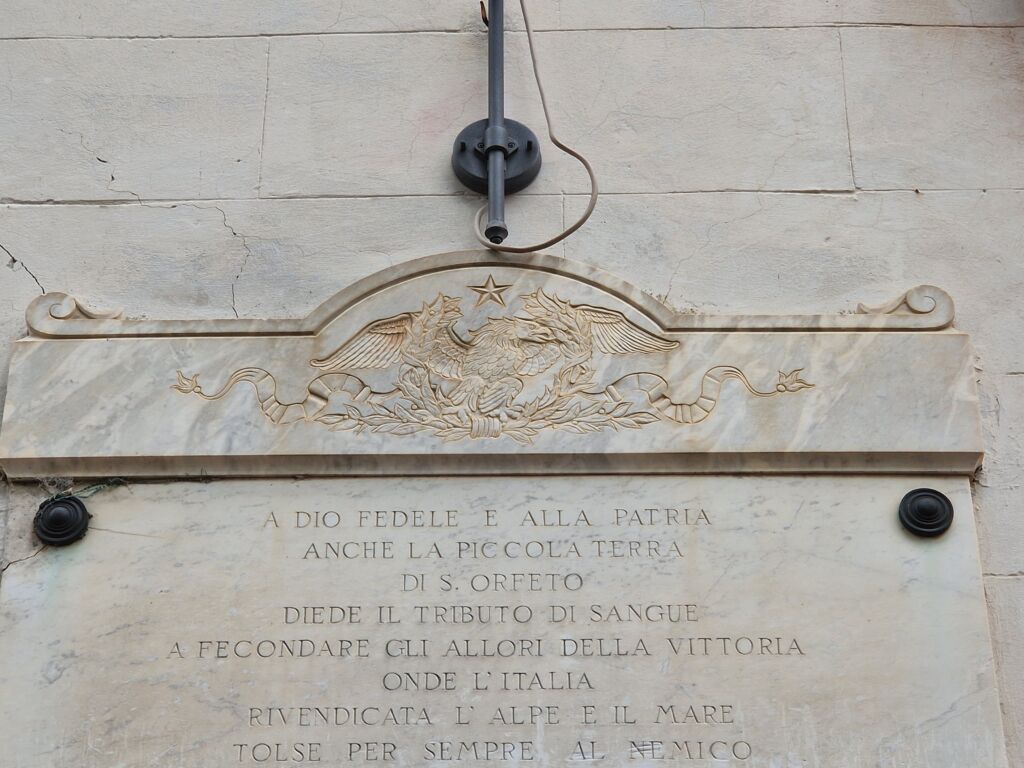 A DIO FEDELE E ALLA PATRIA
ANCHE LA PICCOLA TERRA
DI S. ORFETO
DIEDE IL TRIBUTO DI SANGUE
A FECONDARE GLI ALLORI DELLA VITTORIA
ONDE L'ITALIA
RIVENDICATA L'ALPE E IL MARE
TOLSE PER SEMPRE AL NEMICO